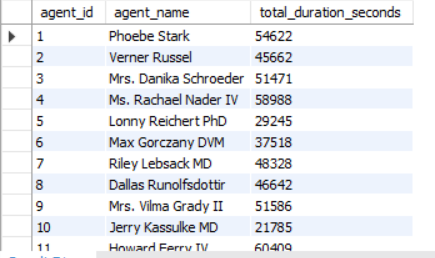 agent_id agent_name total_duration_seconds
1 Phoebe Stark 54622
2 Verner Russel 45662
3 Mrs. Danika Schroeder 51471
4 Ms. Rachael Nader IV 58988
5 Lonny Reichert PhD 29245
6 Max Gorczany DVM 37518
7 Riley Lebsack MD 48328
8 Dallas Runolfsdottir 46642
9 Mrs. Vilma Grady II 51586
10 Jerry Kassulke MD 21785
11 Howard Ferry IV 60409